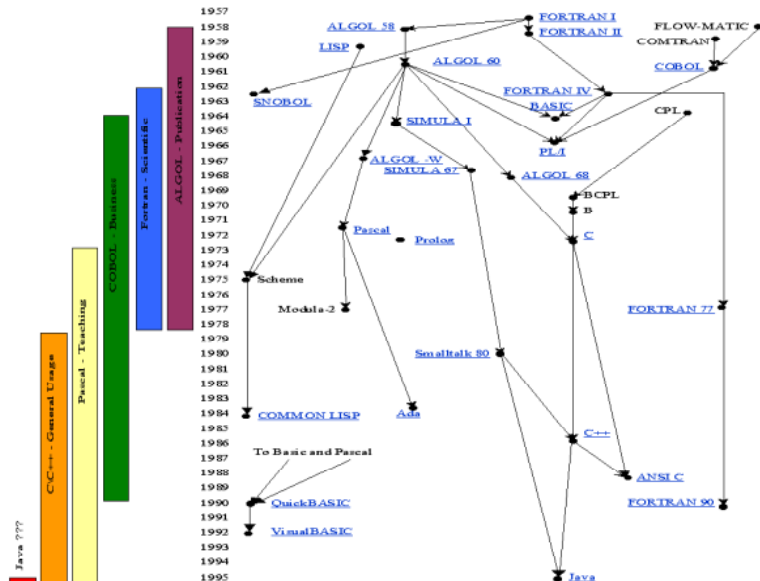 1957
1958
ALGOL 58
FORTRAN I
FORTRAN II
FLOW-MATIC
1959
LISP
COMTRAN
1960
ALGOL 60
1961
COBOL
1962
FORTRAN IV
1963
SNOBOL
BASIC
1964
CPL
1965
SIMULA I
1966
PL/I
1967
ALGOL -W
SIMULA 67
1968
ALGOL 68
1969
BCPL
1970
B
1971
Pascal
1972
Prolog
C
1973
1957
1975
Scheme
1976
1977
Modula-2
FORTRAN 77
1978
1979
1980
Smalltalk 80
1981
1982
1983
1984
COMMON LISP
Ada
1985
C++
1986
1987
To Basic and Pascal
1988
ANSI C
1989
1990
QuickBASIC
FORTRAN 90
1991
1992
VisualBASIC
1993
1994
1995
Java
Java ???
C\C++ - General Usage
Pascal - Teaching
COBOL - Business
Fortran - Scientific
ALGOL - Publication